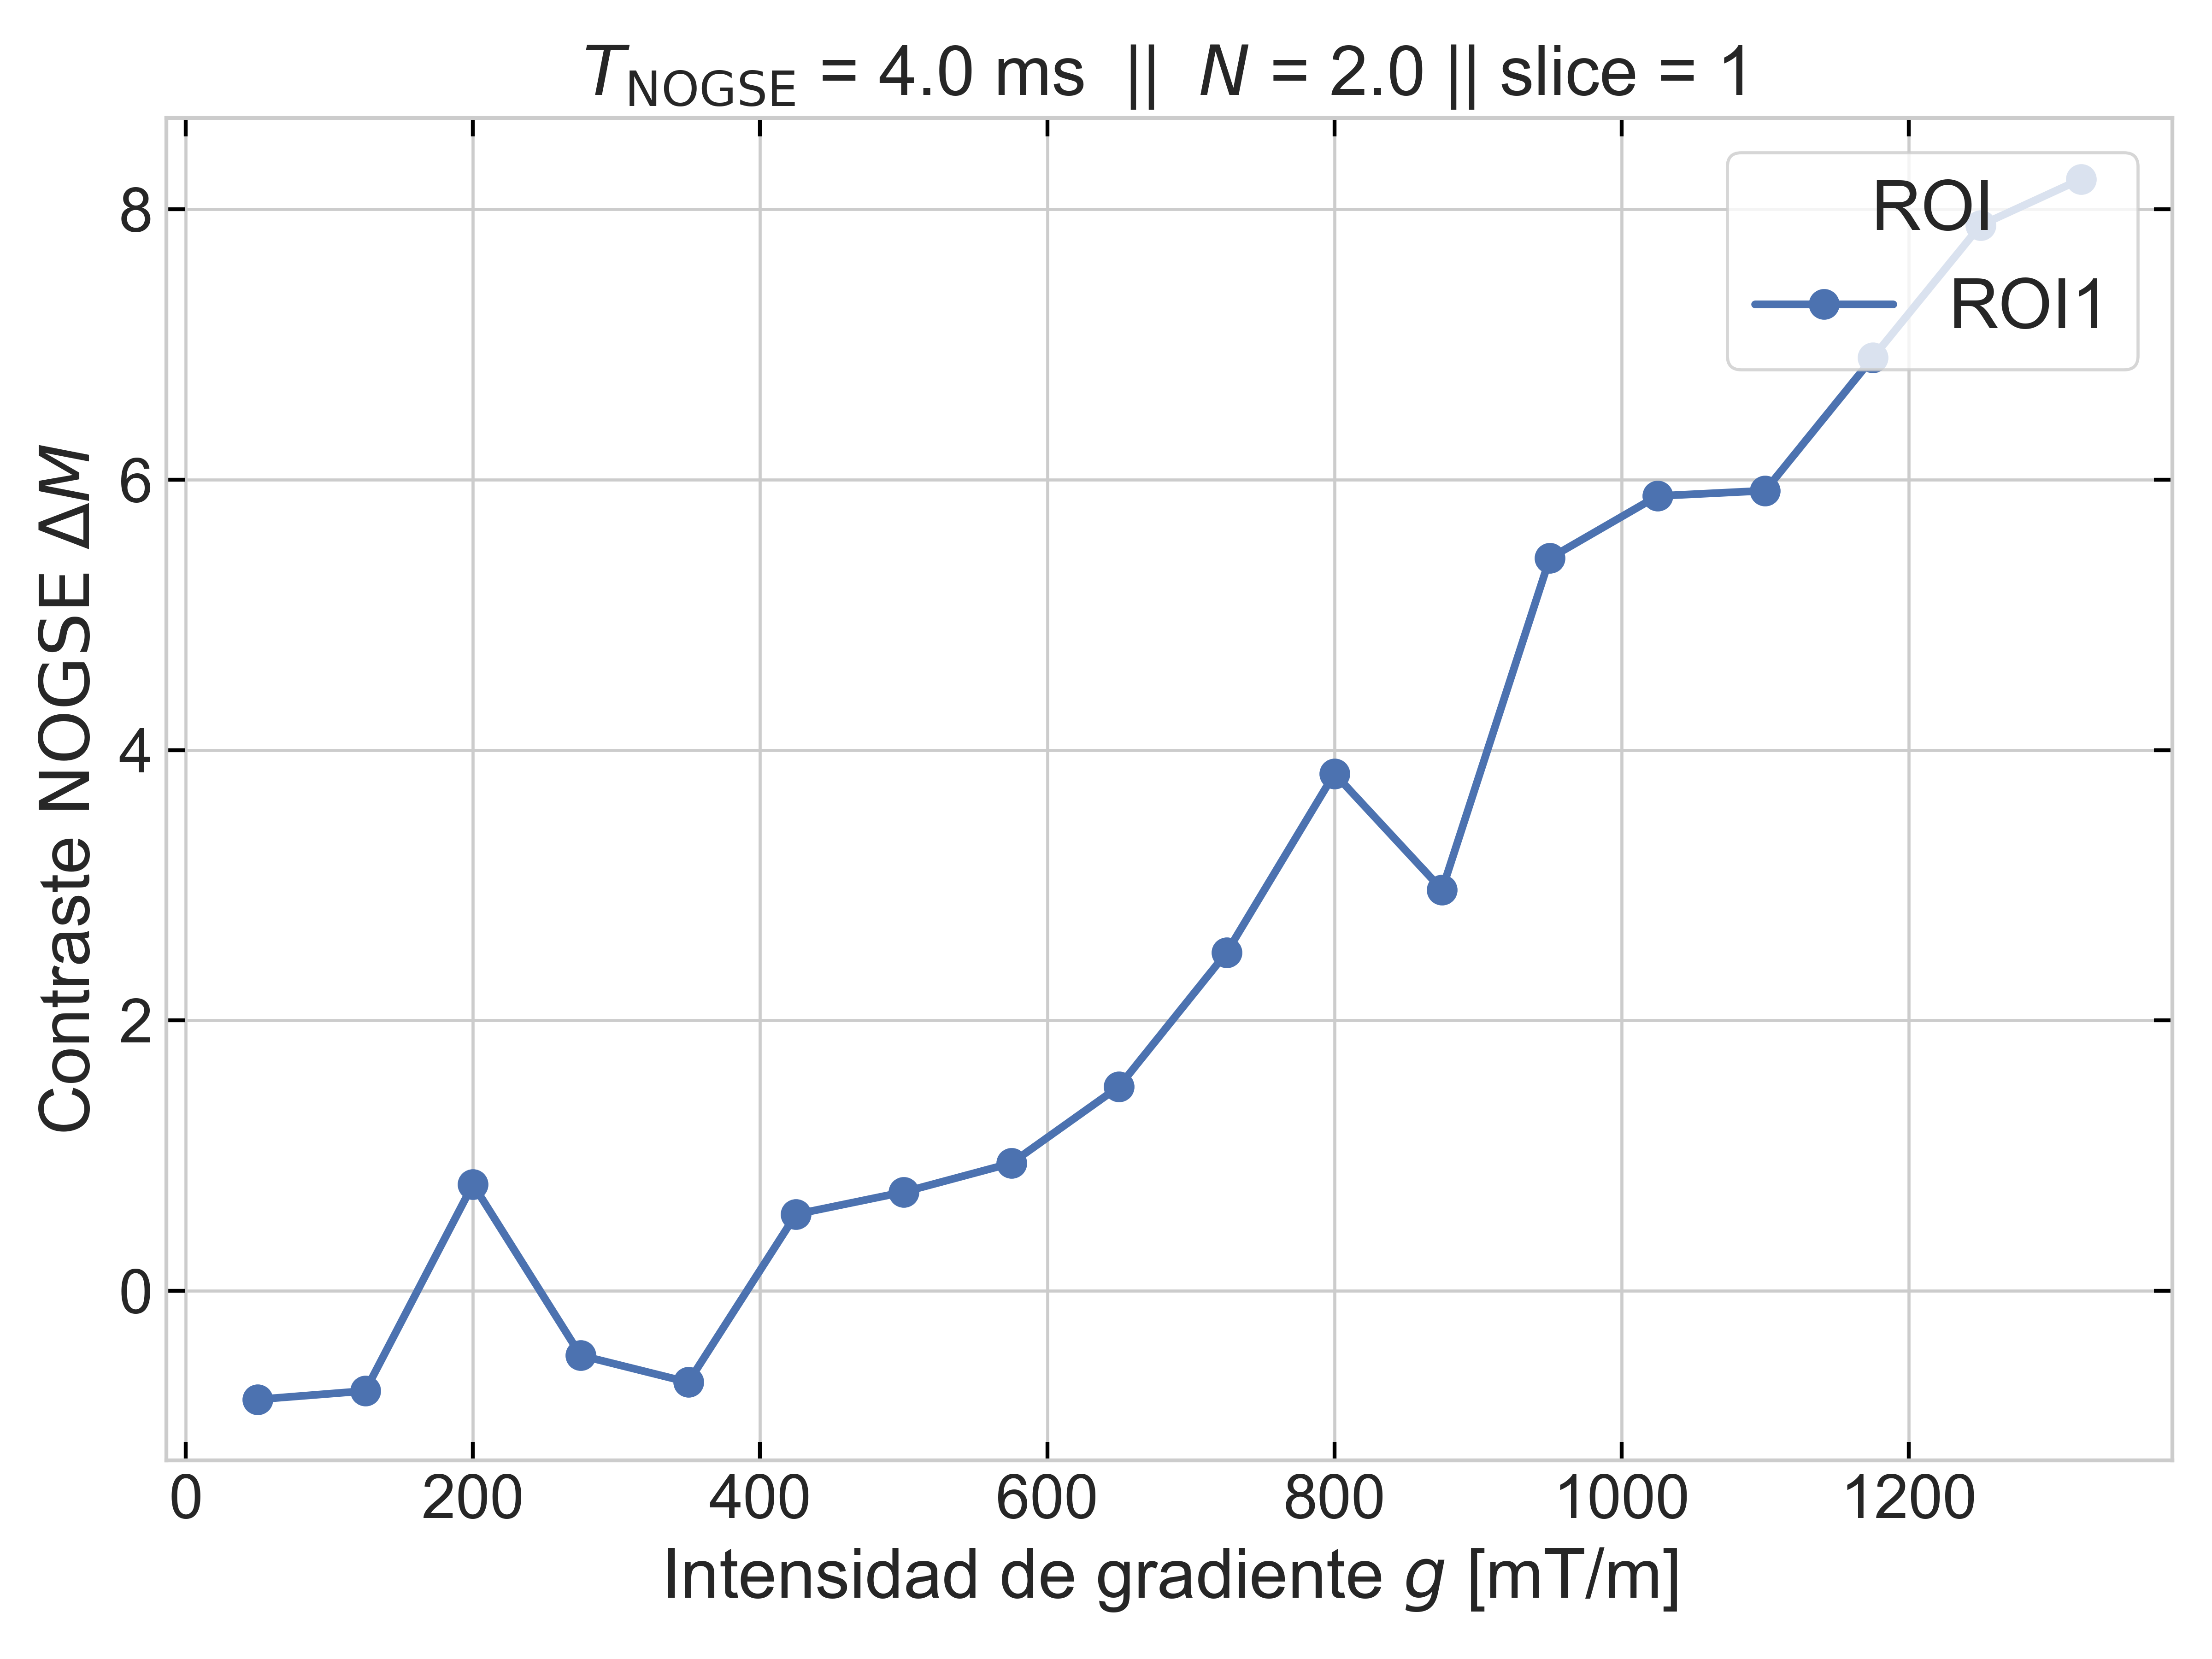 T_NOGSE = 4.0 ms || N = 2.0 || slice = 1
Contraste NOGSE ΔM
8
6
4
2
0
ROI
ROI1
0 200 400 600 800 1000 1200
Intensidad de gradiente g [mT/m]